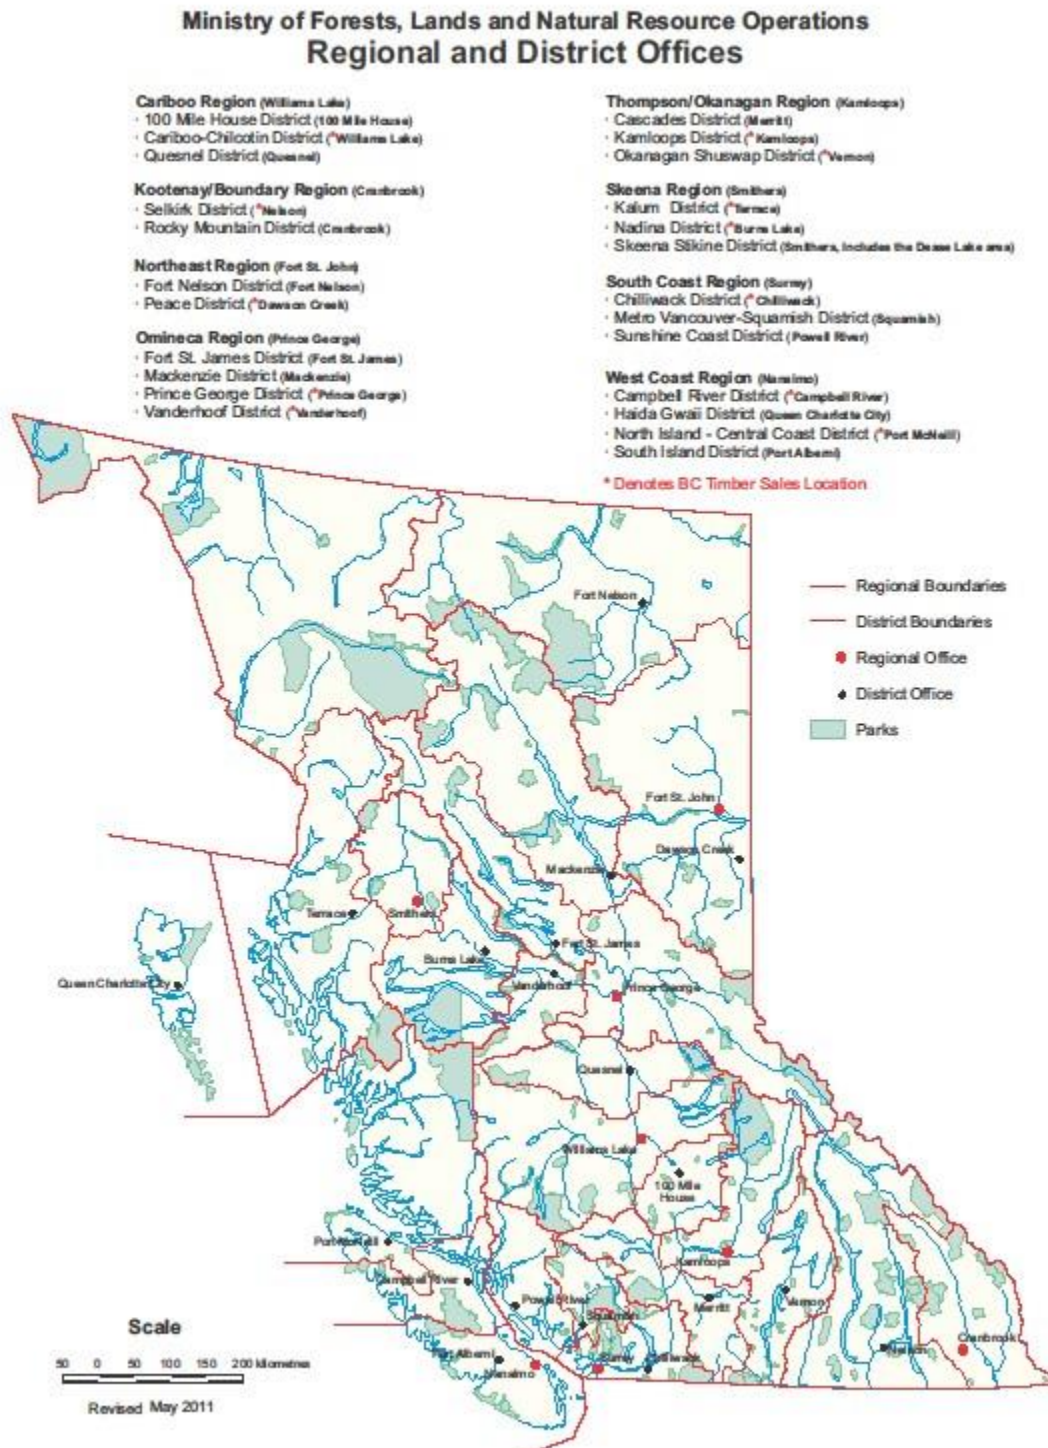 Ministry of Forests, Lands and Natural Resource Operations
Regional and District Offices
Cariboo Region (Williams Lake)
· 100 Mile House District (100 Mile House)
· Cariboo-Chilcotin District (*Williams Lake)
· Quesnel District (Quesnel)
Kootenay/Boundary Region (Cranbrook)
· Selkirk District (*Nelson)
· Rocky Mountain District (Cranbrook)
Northeast Region (Fort St. John)
· Fort Nelson District (Fort Nelson)
· Peace District (*Dawson Creek)
Omineca Region (Prince George)
· Fort St. James District (Fort St. James)
· Mackenzie District (Mackenzie)
· Prince George District (*Prince George)
· Vanderhoof District (*Vanderhoof)
Thompson/Okanagan Region (Kamloops)
· Cascades District (Merritt)
· Kamloops District (*Kamloops)
· Okanagan Shuswap District (*Vernon)
Skeena Region (Smithers)
· Kalum District (*Terrace)
· Nadina District (*Burns Lake)
· Skeena Stikine District (Smithers, includes the Dease Lake area)
South Coast Region (Surrey)
· Chilliwack District (*Chilliwack)
· Metro Vancouver-Squamish District (Squamish)
· Sunshine Coast District (Powell River)
West Coast Region (Nanaimo)
· Campbell River District (*Campbell River)
· Haida Gwaii District (Queen Charlotte City)
· North Island - Central Coast District (*Port McNeill)
· South Island District (Port Alberni)
* Denotes BC Timber Sales Location
Regional Boundaries
District Boundaries
Regional Office
District Office
Parks
Fort Nelson
Fort St. John
Dawson Creek
Mackenzie
Terrace
Smithers
Fort St. James
Burns Lake
Queen Charlotte City
Vanderhoof
Prince George
Quesnel
Williams Lake
100 Mile
House
Port McNeill
Kamloops
Campbell River
Powell River
Merritt
Vernon
Squamish
Cranbrook
Nelson
Port Alberni
Surrey
Chilliwack
Nanaimo
Scale
50 0 50 100 150 200 kilometres
Revised May 2011